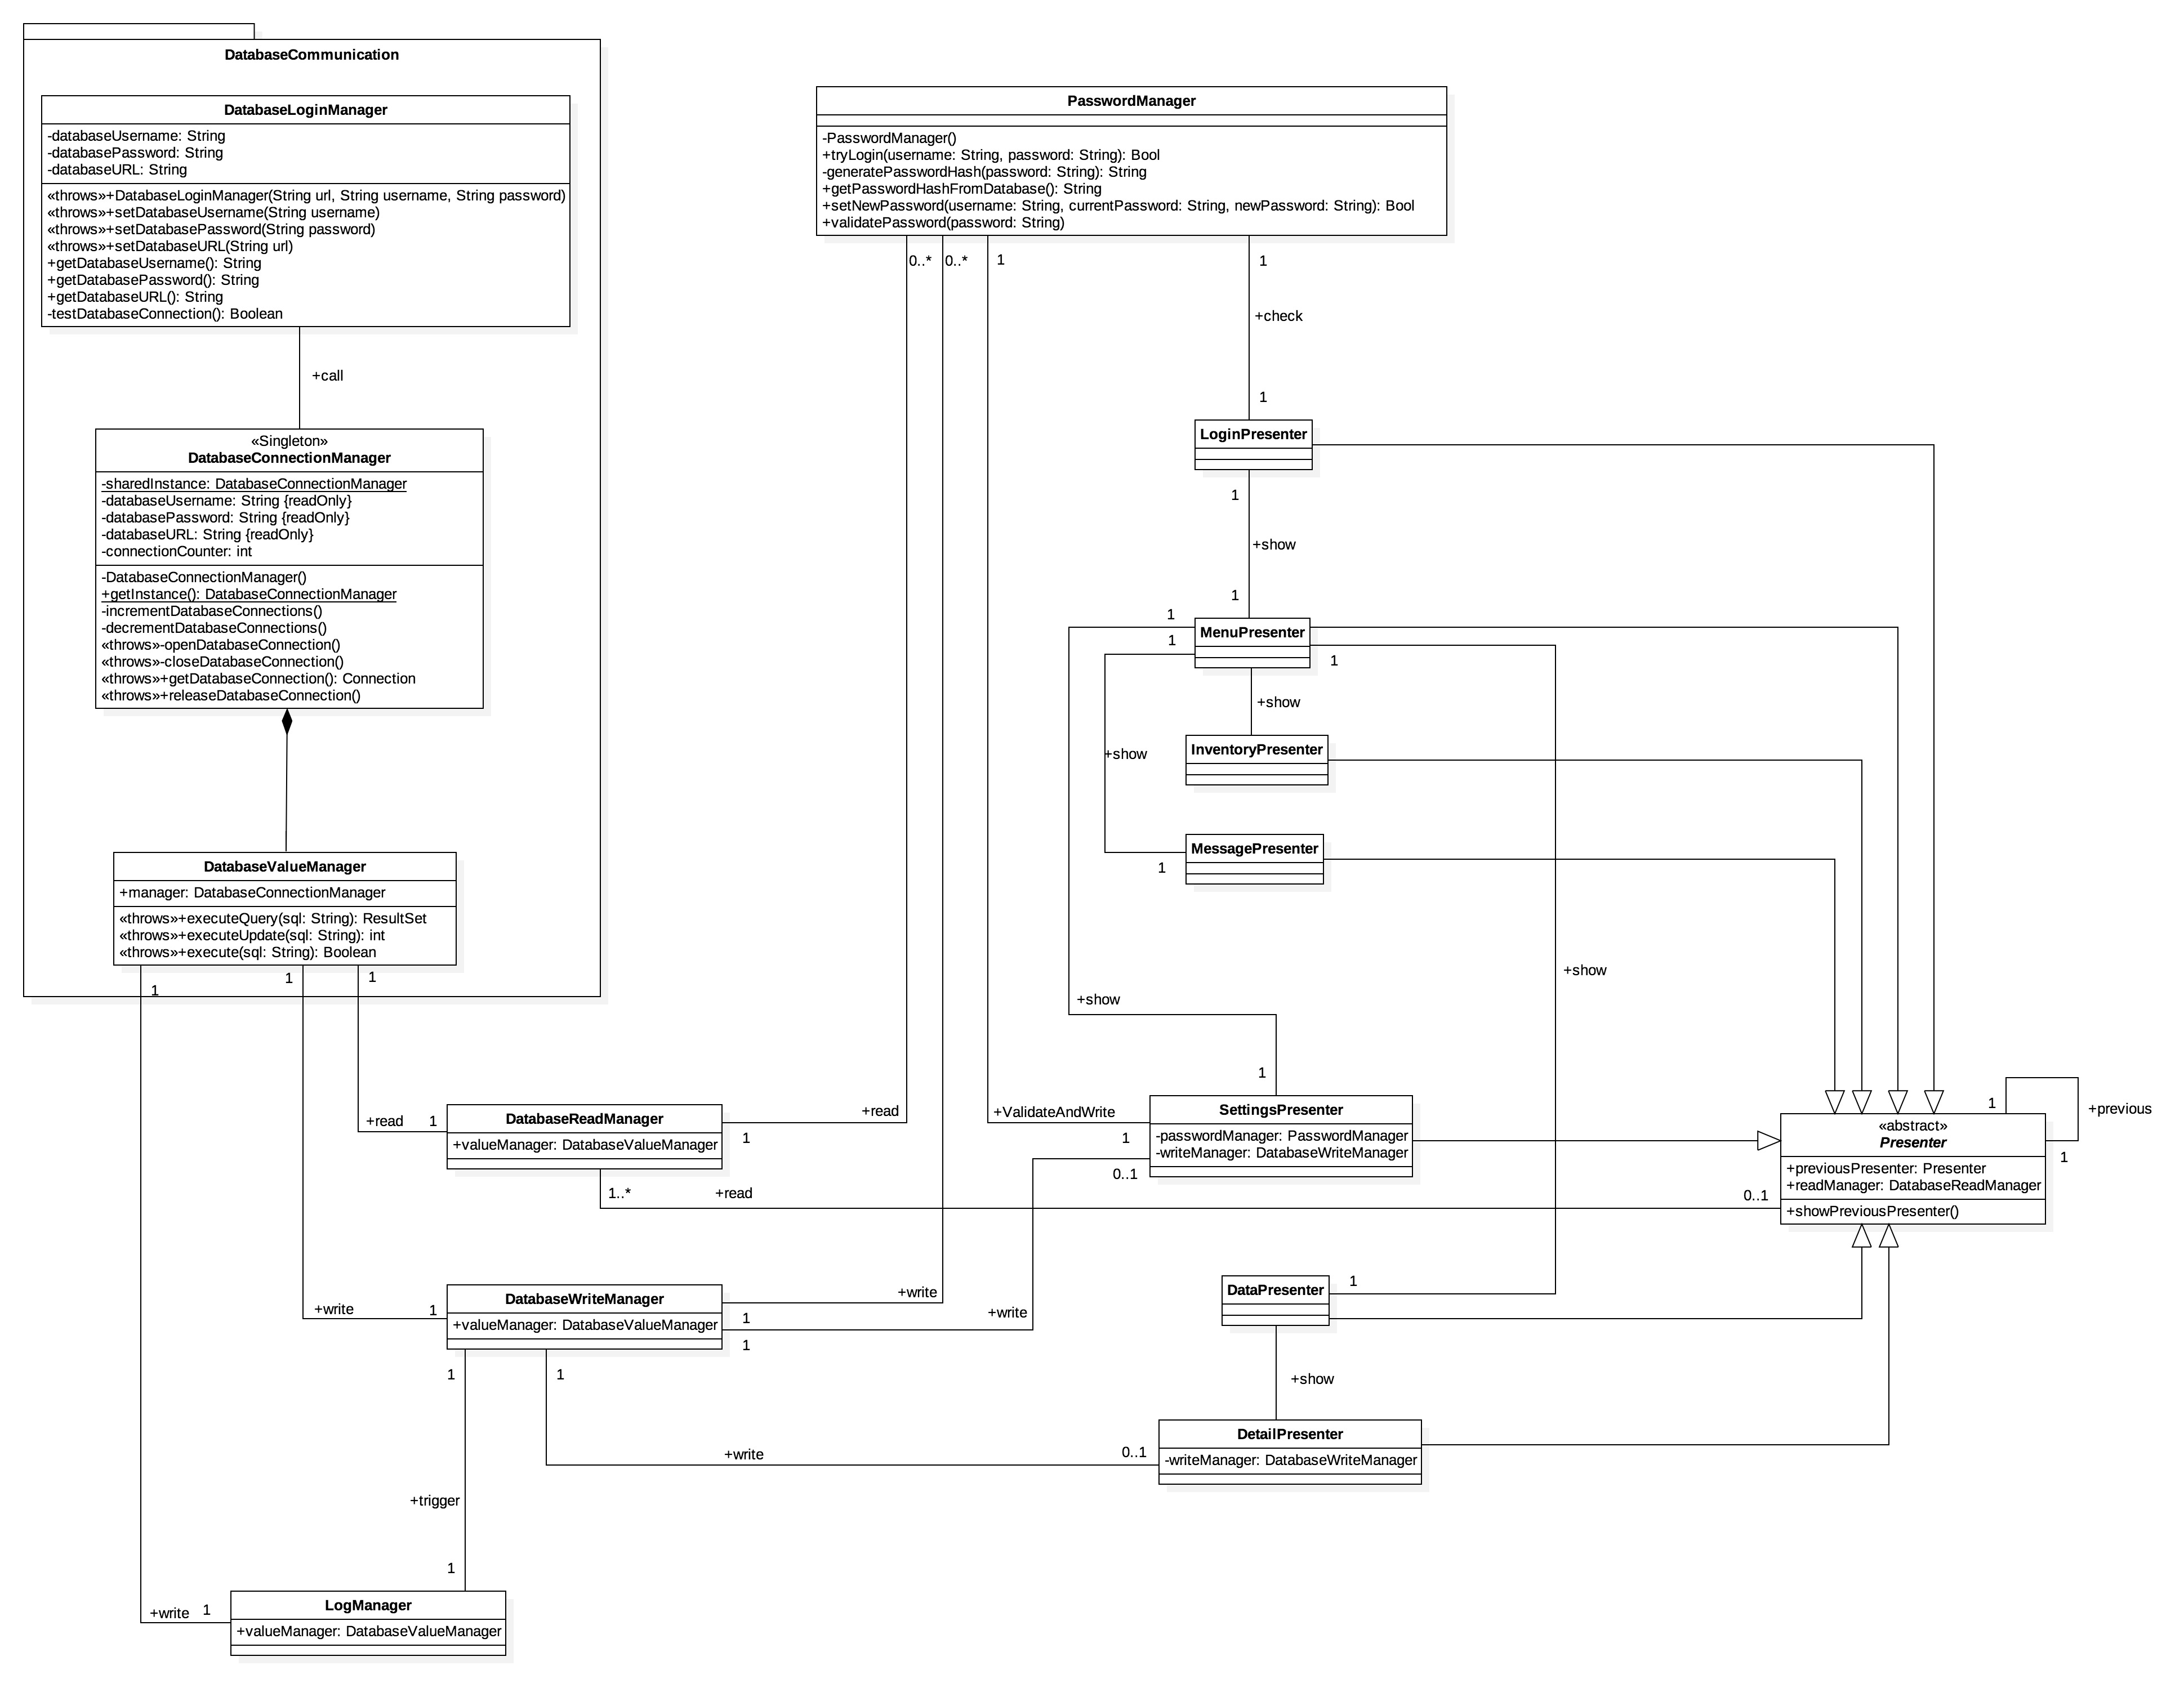 DatabaseCommunication
DatabaseLoginManager
-databaseUsername: String
-databasePassword: String
-databaseURL: String
«throws»+DatabaseLoginManager(String url, String username, String password)
«throws»+setDatabaseUsername(String username)
«throws»+setDatabasePassword(String password)
«throws»+setDatabaseURL(String url)
+getDatabaseUsername(): String
+getDatabasePassword(): String
+getDatabaseURL(): String
-testDatabaseConnection(): Boolean
+call
«Singleton»
DatabaseConnectionManager
-sharedInstance: DatabaseConnectionManager
-databaseUsername: String {readOnly}
-databasePassword: String {readOnly}
-databaseURL: String {readOnly}
-connectionCounter: int
-DatabaseConnectionManager()
+getInstance(): DatabaseConnectionManager
-incrementDatabaseConnections()
-decrementDatabaseConnections()
«throws»-openDatabaseConnection()
«throws»-closeDatabaseConnection()
«throws»+getDatabaseConnection(): Connection
«throws»+releaseDatabaseConnection()
DatabaseValueManager
+manager: DatabaseConnectionManager
«throws»+executeQuery(sql: String): ResultSet
«throws»+executeUpdate(sql: String): int
«throws»+execute(sql: String): Boolean
1
1
1
PasswordManager
-PasswordManager()
+tryLogin(username: String, password: String): Bool
-generatePasswordHash(password: String): String
+getPasswordHashFromDatabase(): String
+setNewPassword(username: String, currentPassword: String, newPassword: String): Bool
+validatePassword(password: String)
0..*
0..*
1
1
+check
1
LoginPresenter
1
+show
1
1
1
MenuPresenter
1
+show
+show
InventoryPresenter
MessagePresenter
1
+show
+show
1
+read
1
DatabaseReadManager
+valueManager: DatabaseValueManager
1
+read
1..*
+read
+ValidateAndWrite
1
0..1
SettingsPresenter
-passwordManager: PasswordManager
-writeManager: DatabaseWriteManager
0..1
1
+previous
1
«abstract»
Presenter
+previousPresenter: Presenter
+readManager: DatabaseReadManager
+showPreviousPresenter()
+write
1
DatabaseWriteManager
+valueManager: DatabaseValueManager
+write
1
+write
1
1
1
DataPresenter
1
+show
+write
0..1
DetailPresenter
-writeManager: DatabaseWriteManager
+trigger
1
+write
1
LogManager
+valueManager: DatabaseValueManager